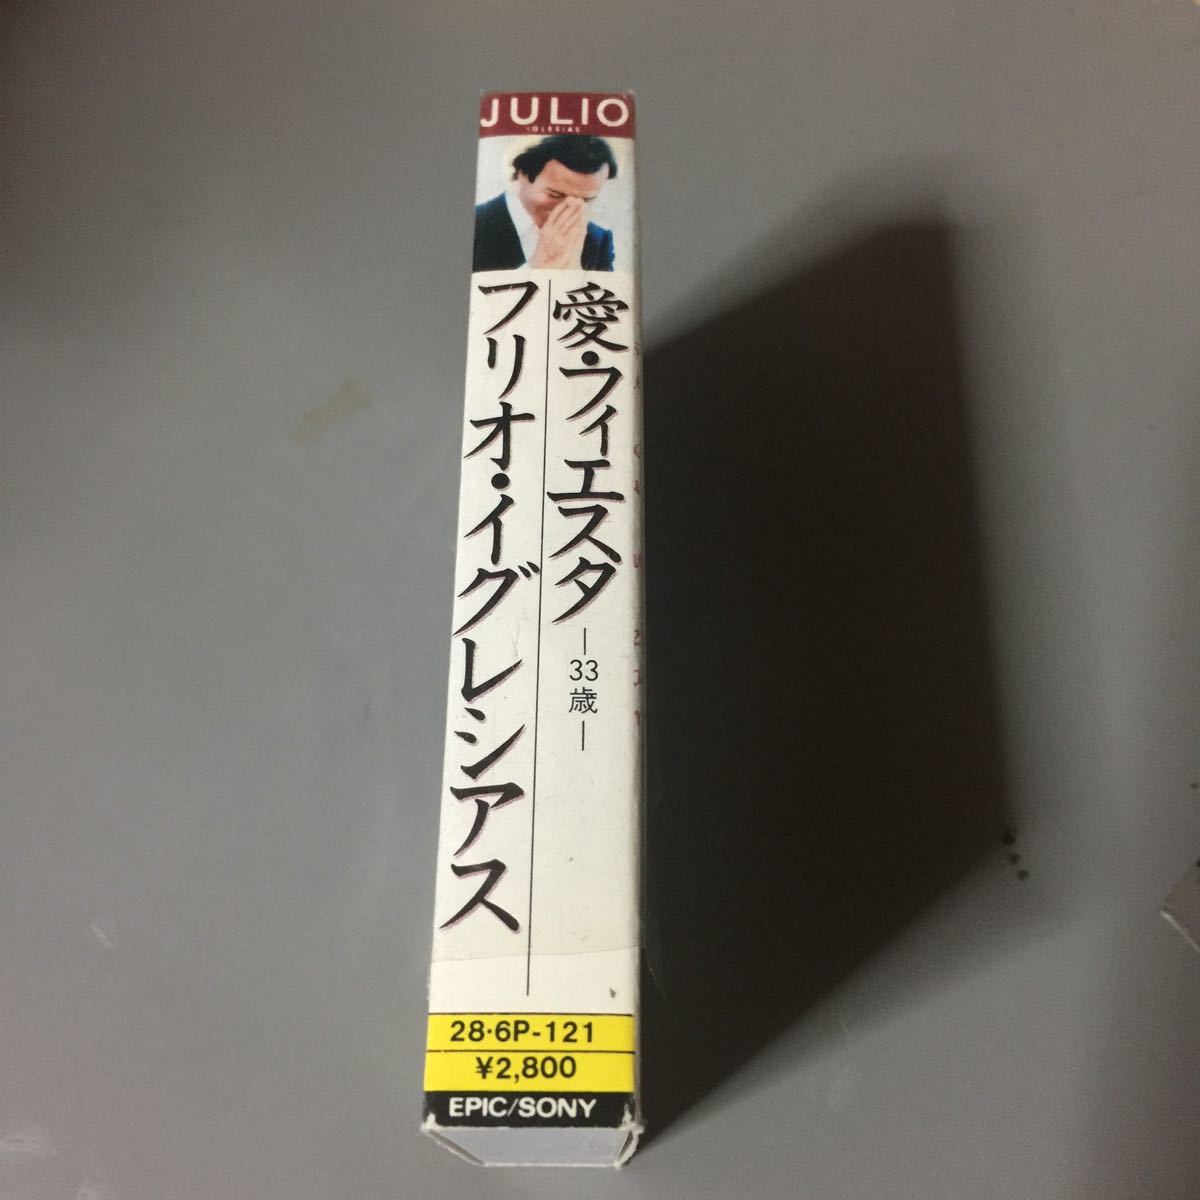 JULIO
IGLESIAS
愛・フィエスタ
—33歳—
フリオ・イグレシアス
28・6P-121
¥2,800
EPIC/SONY